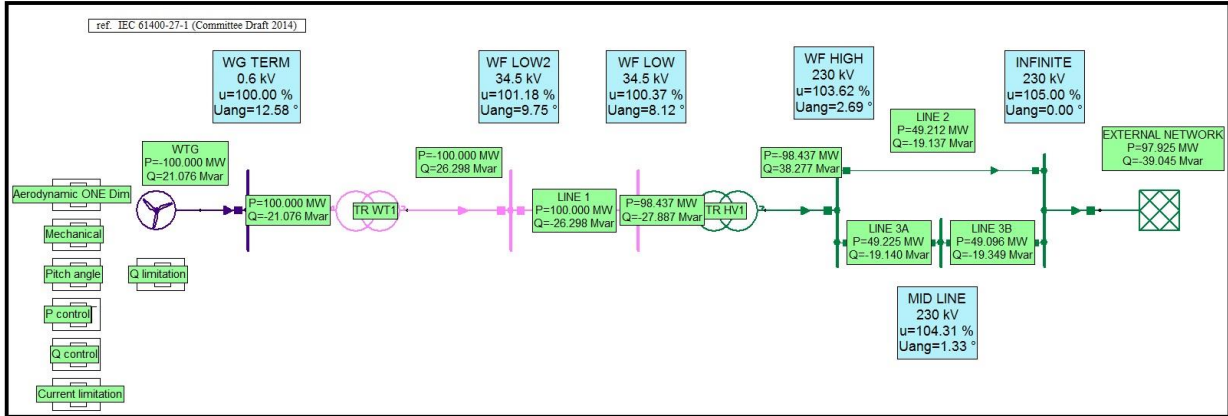 ref. IEC 61400-27-1 (Committee Draft 2014)
WG TERM
0.6 kV
u=100.00 %
Uang=12.58 °
WF LOW2
34.5 kV
u=101.18 %
Uang=9.75 °
WF LOW
34.5 kV
u=100.37 %
Uang=8.12 °
WF HIGH
230 kV
u=103.62 %
Uang=2.69 °
INFINITE
230 kV
u=105.00 %
Uang=0.00 °
LINE 2
P=49.212 MW
Q=-19.137 Mvar
EXTERNAL NETWORK
P=97.925 MW
Q=-39.045 Mvar
WTG
P=-100.000 MW
Q=21.076 Mvar
P=-100.000 MW
Q=26.298 Mvar
P=-98.437 MW
Q=38.277 Mvar
Aerodynamic ONE Dim
P=100.000 MW
Q=-21.076 Mvar
TR WT1
LINE 1
P=100.000 MW
Q=-26.298 Mvar
P=98.437 MW
Q=-27.887 Mvar
TR HV1
Mechanical
LINE 3A
P=49.225 MW
Q=-19.140 Mvar
LINE 3B
P=49.096 MW
Q=-19.349 Mvar
Pitch angle
Q limitation
MID LINE
230 kV
u=104.31 %
Uang=1.33 °
P control
Q control
Current limitation